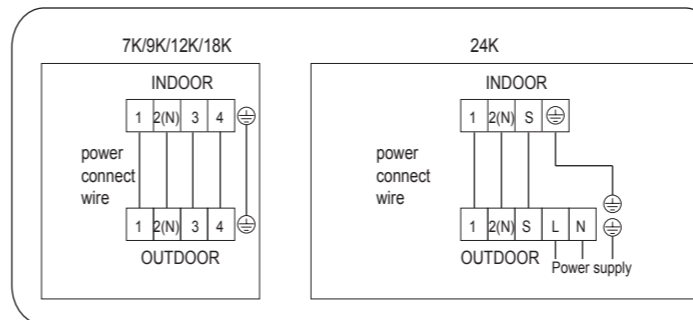 7K/9K/12K/18K
INDOOR
1 2(N) 3 4
power
connect
wire
1 2(N) 3 4
OUTDOOR
24K
INDOOR
1 2(N) S
power
connect
wire
1 2(N) S L N
OUTDOOR
Power supply